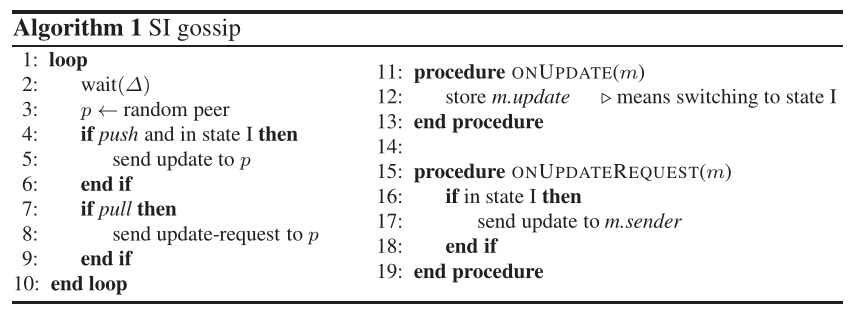 Algorithm 1 SI gossip
1: loop
2: wait(Δ)
3: p ← random peer
4: if push and in state I then
5: send update to p
6: end if
7: if pull then
8: send update-request to p
9: end if
10: end loop
11: procedure ONUPDATE(m)
12: store m.update ▷ means switching to state I
13: end procedure
14:
15: procedure ONUPDATEREQUEST(m)
16: if in state I then
17: send update to m.sender
18: end if
19: end procedure